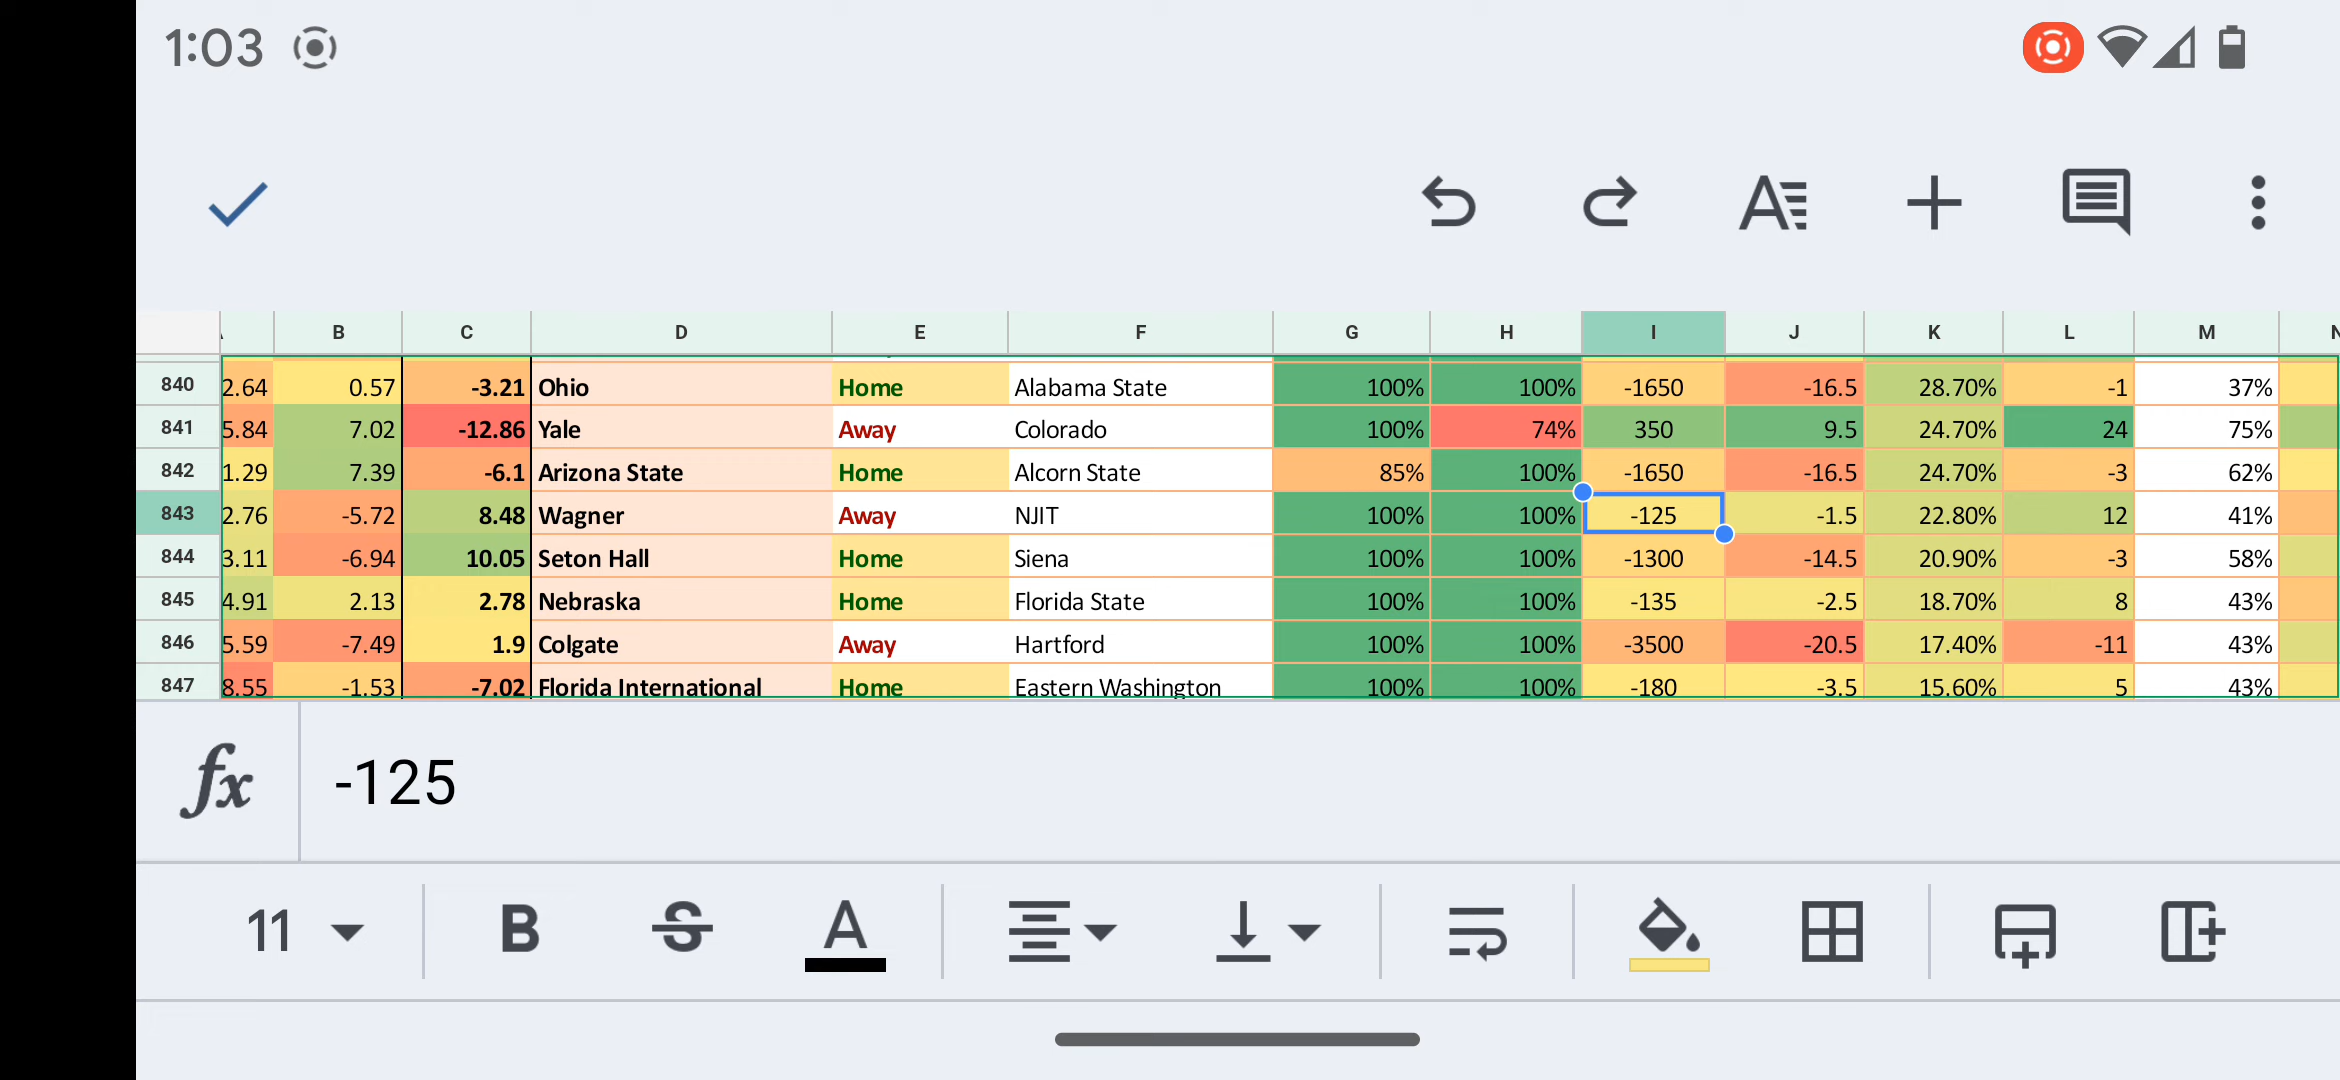 1:03
B C D E F G H I J K L M
840 2.64 0.57 -3.21 Ohio Home Alabama State 100% 100% -1650 -16.5 28.70% -1 37%
841 5.84 7.02 -12.86 Yale Away Colorado 100% 74% 350 9.5 24.70% 24 75%
842 1.29 7.39 -6.1 Arizona State Home Alcorn State 85% 100% -1650 -16.5 24.70% -3 62%
843 2.76 -5.72 8.48 Wagner Away NJIT 100% 100% -125 -1.5 22.80% 12 41%
844 3.11 -6.94 10.05 Seton Hall Home Siena 100% 100% -1300 -14.5 20.90% -3 58%
845 4.91 2.13 2.78 Nebraska Home Florida State 100% 100% -135 -2.5 18.70% 8 43%
846 5.59 -7.49 1.9 Colgate Away Hartford 100% 100% -3500 -20.5 17.40% -11 43%
847 8.55 -1.53 -7.02 Florida International Home Eastern Washington 100% 100% -180 -3.5 15.60% 5 43%
fx -125
11 B S A